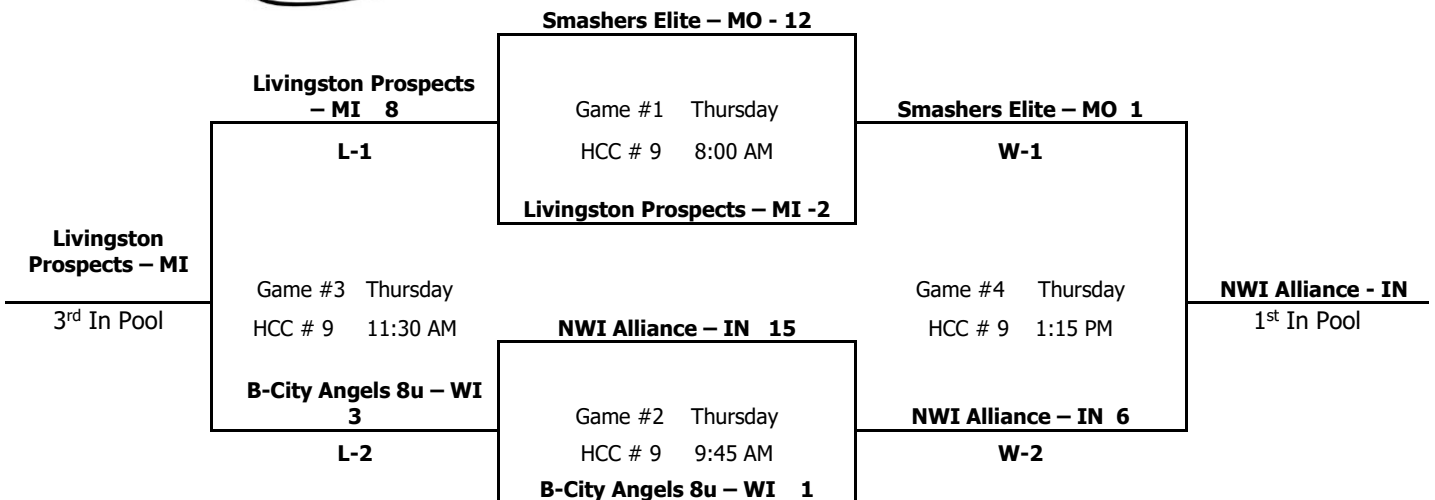 Smashers Elite – MO - 12
Livingston Prospects
– MI 8
Game #1 Thursday
Smashers Elite – MO 1
L-1
HCC # 9 8:00 AM
W-1
Livingston Prospects – MI -2
Livingston
Prospects – MI
Game #3 Thursday
Game #4 Thursday
NWI Alliance - IN
3rd In Pool
HCC # 9 11:30 AM
NWI Alliance – IN 15
HCC # 9 1:15 PM
1st In Pool
B-City Angels 8u – WI
3
Game #2 Thursday
NWI Alliance – IN 6
L-2
HCC # 9 9:45 AM
W-2
B-City Angels 8u – WI 1